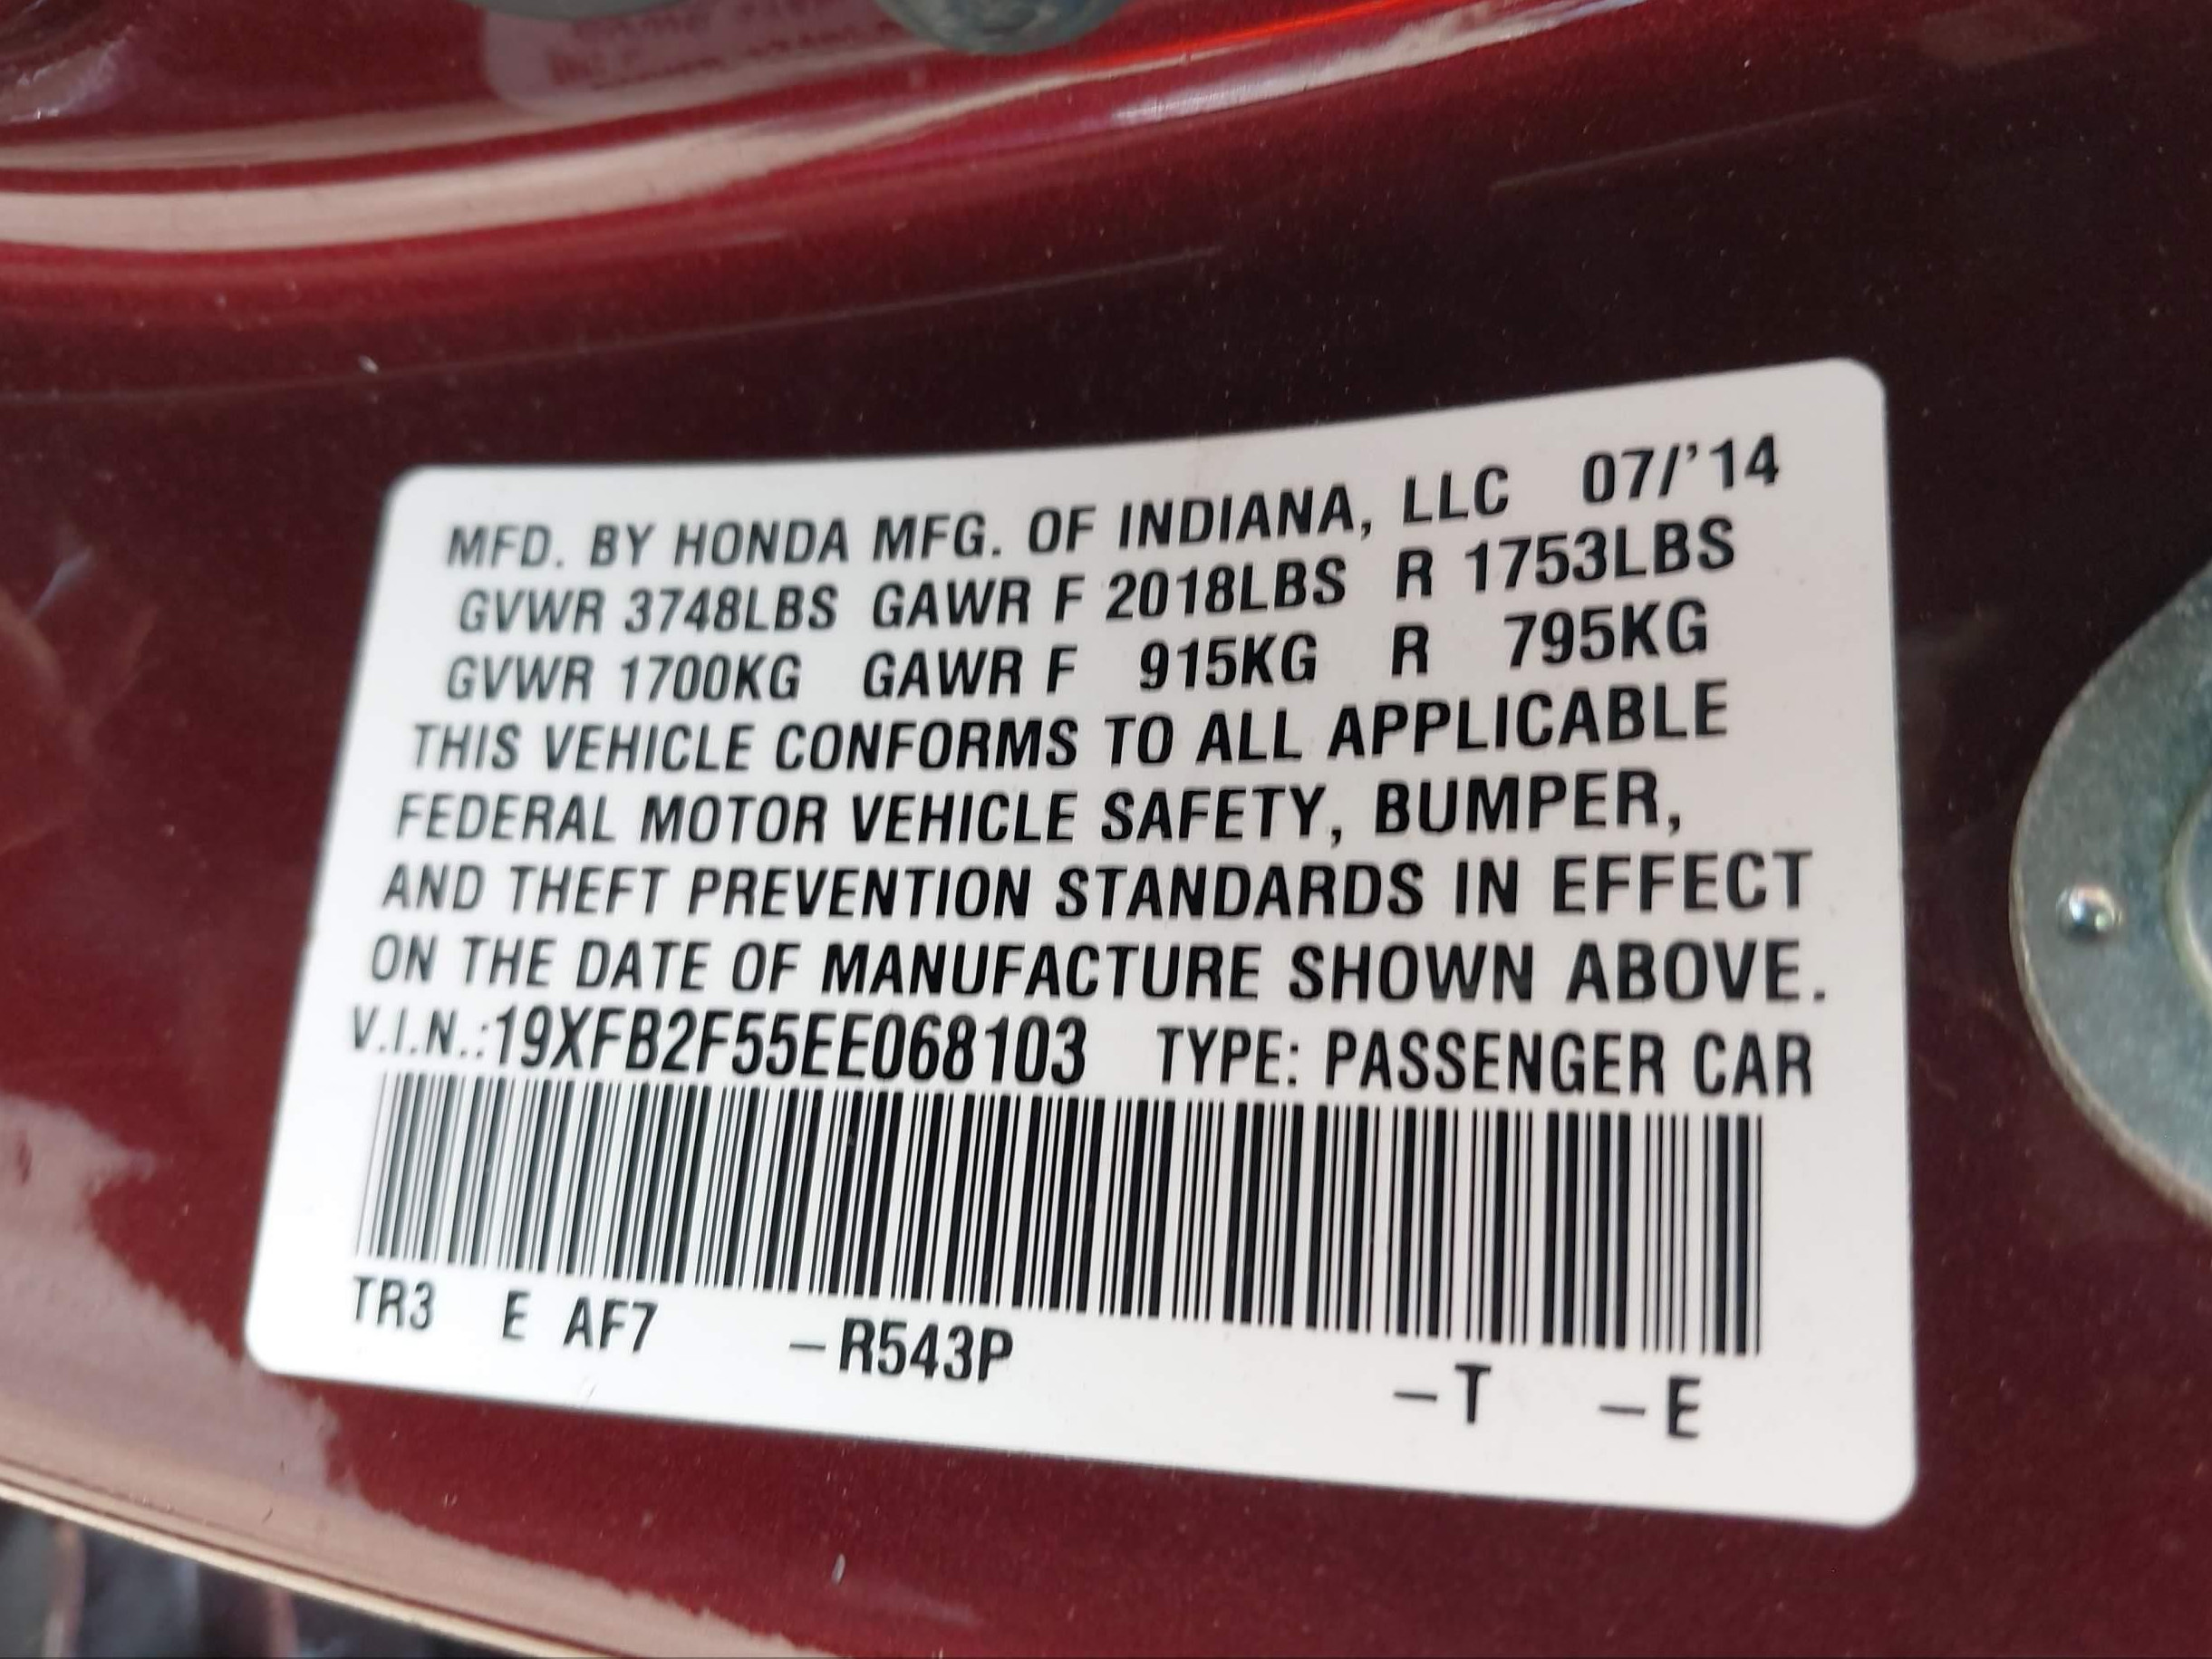 MFD. BY HONDA MFG. OF INDIANA, LLC 07/'14
GVWR 3748LBS GAWR F 2018LBS R 1753LBS
GVWR 1700KG GAWR F 915KG R 795KG
THIS VEHICLE CONFORMS TO ALL APPLICABLE
FEDERAL MOTOR VEHICLE SAFETY, BUMPER,
AND THEFT PREVENTION STANDARDS IN EFFECT
ON THE DATE OF MANUFACTURE SHOWN ABOVE.
V.I.N.:19XFB2F55EE068103 TYPE: PASSENGER CAR
TR3 E AF7 –R543P –T –E